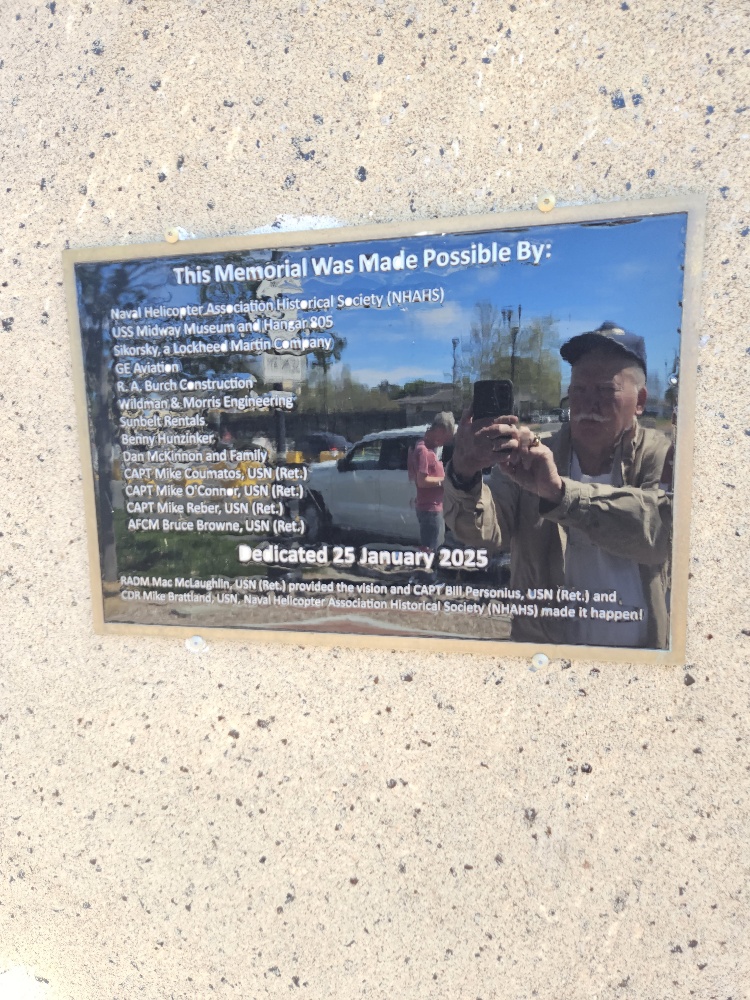 This Memorial Was Made Possible By:
Naval Helicopter Association Historical Society (NHAHS)
USS Midway Museum and Hangar 805
Sikorsky, a Lockheed Martin Company
GE Aviation
R. A. Burch Construction
Wildman & Morris Engineering
Sunbelt Rentals
Benny Hunzinker
Dan McKinnon and Family
CAPT Mike Coumatos, USN (Ret.)
CAPT Mike O'Connor, USN (Ret.)
CAPT Mike Reber, USN (Ret.)
AFCM Bruce Browne, USN (Ret.)
Dedicated 25 January 2025
RADM Mac McLaughlin, USN (Ret.) provided the vision and CAPT Bill Personius, USN (Ret.) and
CDR Mike Brattland, USN, Naval Helicopter Association Historical Society (NHAHS) made it happen!